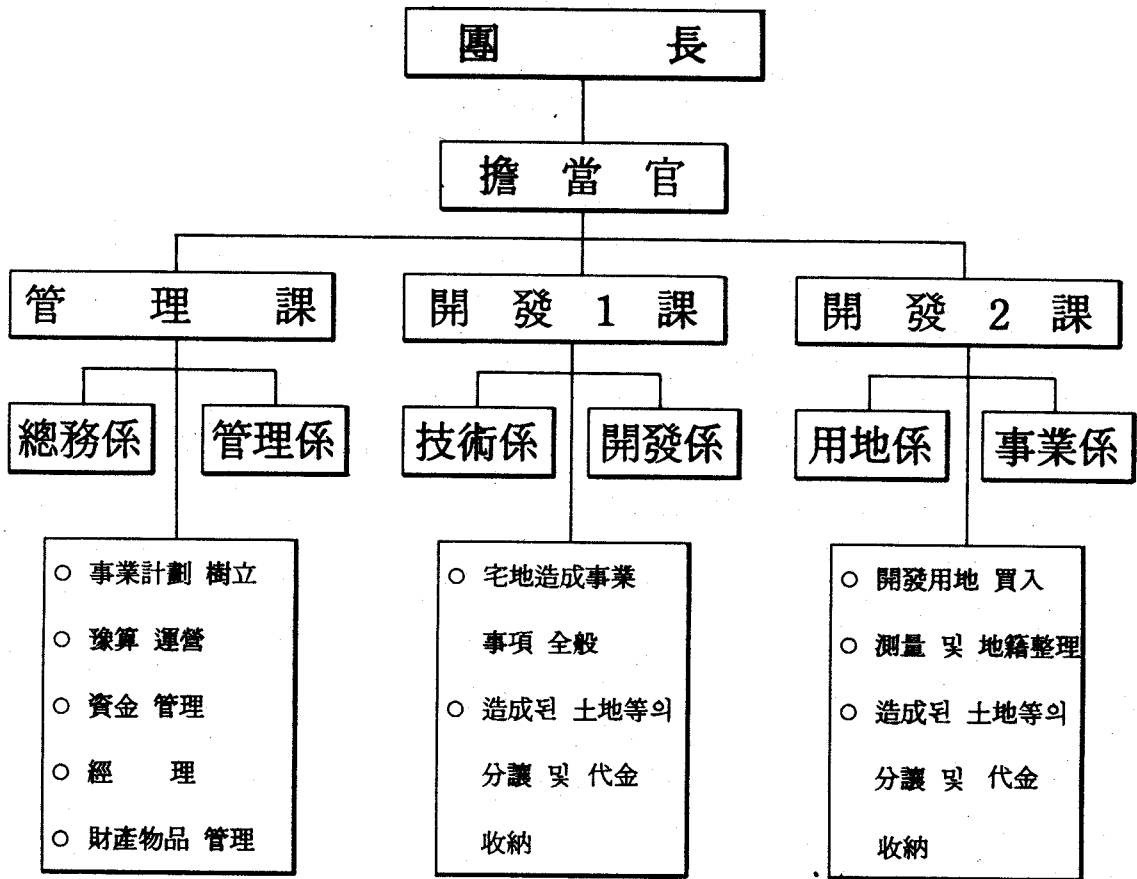 團 長
擔 當 官
管 理 課
開 發 1 課
開 發 2 課
總務係
管理係
技術係
開發係
用地係
事業係
○ 事業計劃 樹立
○ 豫算 運營
○ 資金 管理
○ 經 理
○ 財産物品 管理
○ 宅地造成事業
事項 全般
○ 造成된 土地等의
分讓 및 代金
收納
○ 開發用地 買入
○ 測量 및 地籍整理
○ 造成된 土地等의
分讓 및 代金
收納